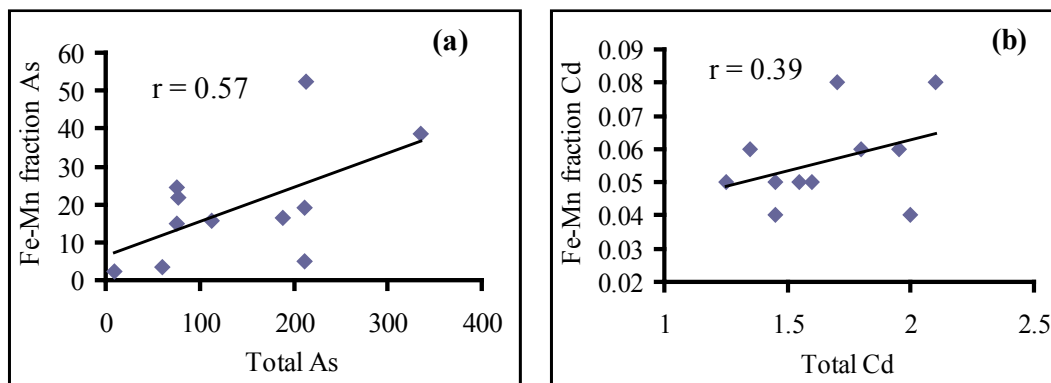 (a)
r = 0.57
Fe-Mn fraction As
60
50
40
30
20
10
0
0 100 200 300 400
Total As
(b)
r = 0.39
Fe-Mn fraction Cd
0.09
0.08
0.07
0.06
0.05
0.04
0.03
0.02
1 1.5 2 2.5
Total Cd